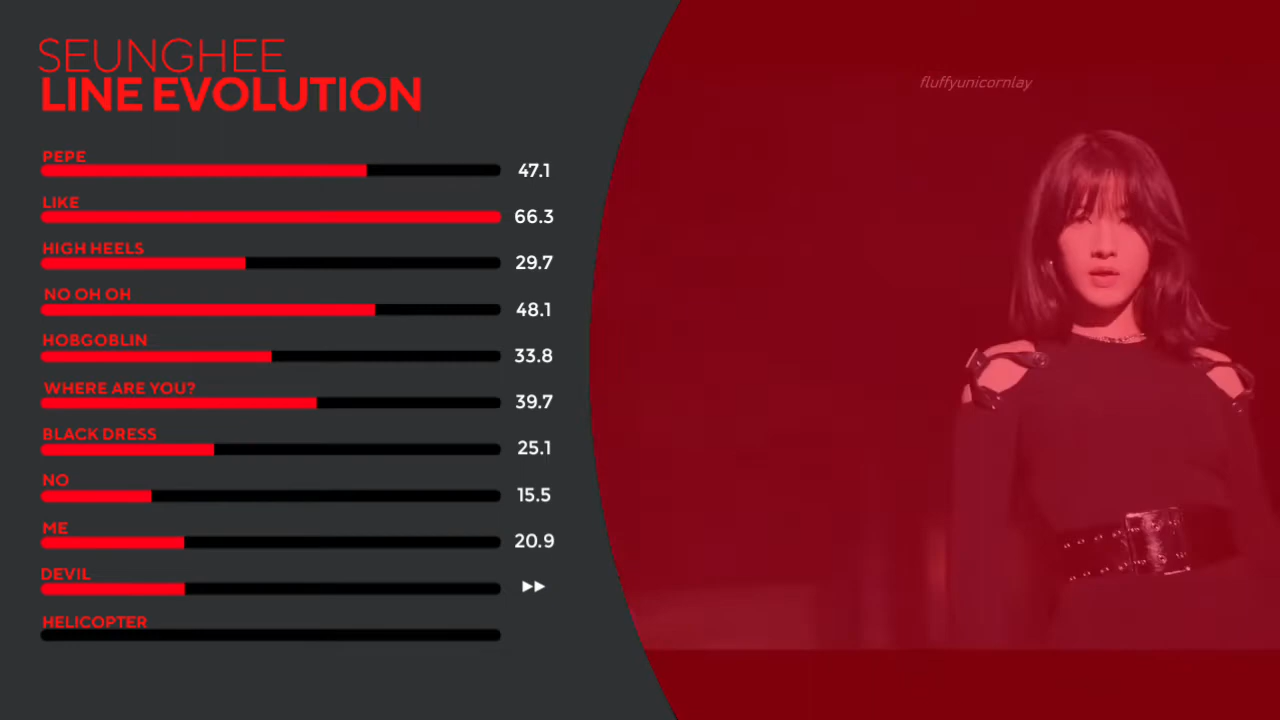 SEUNGHEE
LINE EVOLUTION
fluffyunicornlay
PEPE
47.1
LIKE
66.3
HIGH HEELS
29.7
NO OH OH
48.1
HOBGOBLIN
33.8
WHERE ARE YOU?
39.7
BLACK DRESS
25.1
NO
15.5
ME
20.9
DEVIL
HELICOPTER